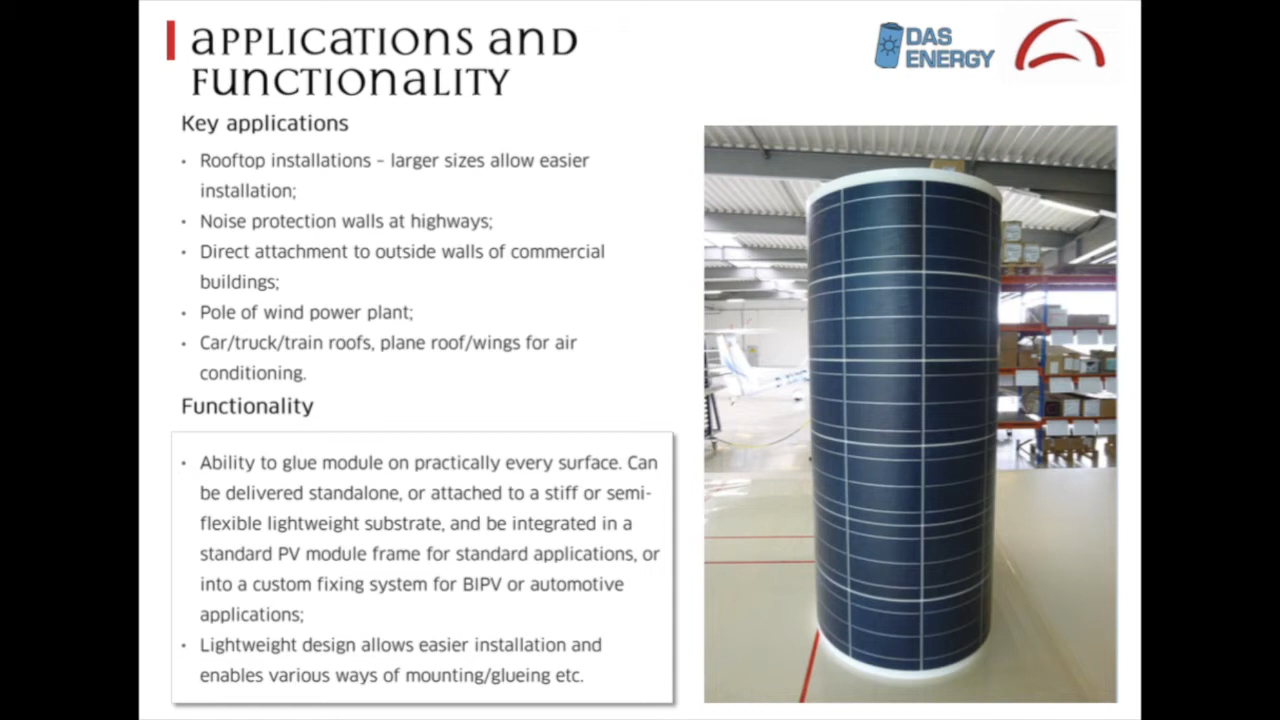 APPLICATIONS AND
FUNCTIONALITY
DAS
ENERGY
Key applications
• Rooftop installations – larger sizes allow easier
installation;
• Noise protection walls at highways;
• Direct attachment to outside walls of commercial
buildings;
• Pole of wind power plant;
• Car/truck/train roofs, plane roof/wings for air
conditioning.
Functionality
• Ability to glue module on practically every surface. Can
be delivered standalone, or attached to a stiff or semi-
flexible lightweight substrate, and be integrated in a
standard PV module frame for standard applications, or
into a custom fixing system for BIPV or automotive
applications;
• Lightweight design allows easier installation and
enables various ways of mounting/glueing etc.